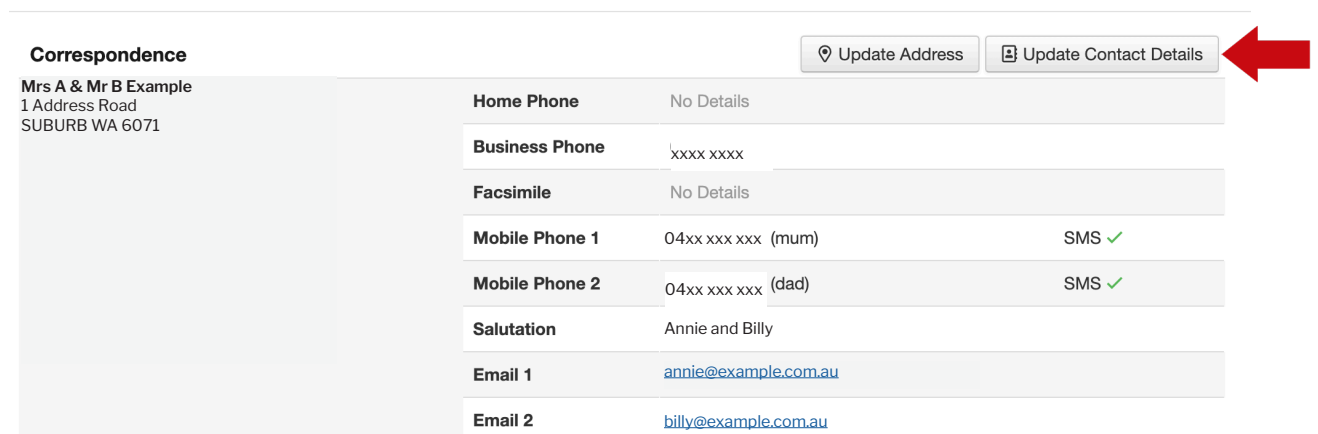 Correspondence
Update Address
Update Contact Details
Mrs A & Mr B Example
1 Address Road
SUBURB WA 6071
Home Phone No Details
Business Phone xxxx xxxx
Facsimile No Details
Mobile Phone 1 04xx xxx xxx (mum) SMS ✓
Mobile Phone 2 04xx xxx xxx (dad) SMS ✓
Salutation Annie and Billy
Email 1 annie@example.com.au
Email 2 billy@example.com.au